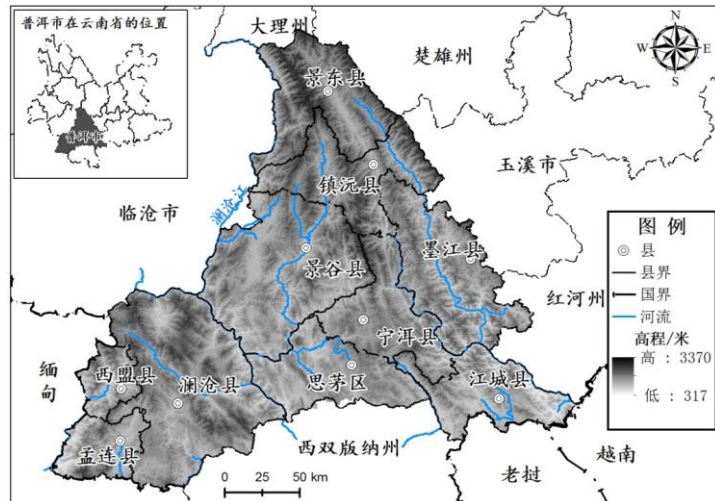 普洱市在云南省的位置
普洱市
大理州
楚雄州
N
W
E
S
景东县
玉溪市
镇沅县
临沧市
澜沧江
图 例
县
县界
国界
河流
高程/米
高 : 3370
低 : 317
墨江县
景谷县
红河州
宁洱县
缅
甸
西盟县
澜沧县
思茅区
江城县
孟连县
西双版纳州
老挝
越南
0 25 50 km